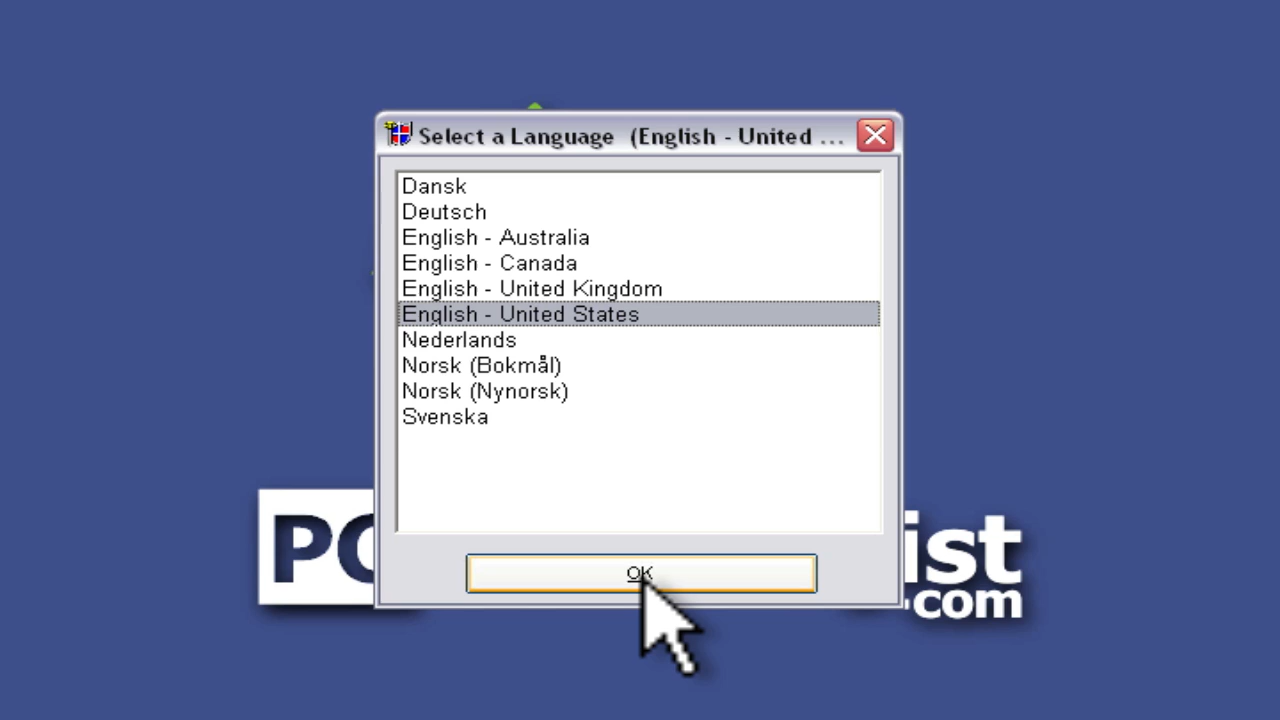 Select a Language (English - United ...
Dansk
Deutsch
English - Australia
English - Canada
English - United Kingdom
English - United States
Nederlands
Norsk (Bokmål)
Norsk (Nynorsk)
Svenska
OK
PC
ist
.com